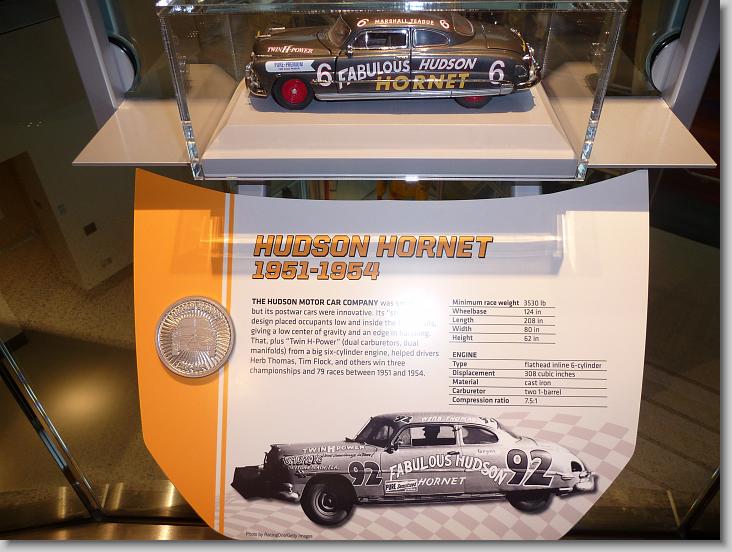 MARSHALL TEAGUE
6
TWIN H-POWER
PURE-PREMIUM
6 FABULOUS HUDSON 6
HORNET
HUDSON HORNET
1951-1954
THE HUDSON MOTOR CAR COMPANY was
but its postwar cars were innovative. Its
design placed occupants low and inside the
giving a low center of gravity and an edge in
That, plus "Twin H-Power" (dual carburetors, dual
manifolds) from a big six-cylinder engine, helped drivers
Herb Thomas, Tim Flock, and others win three
championships and 79 races between 1951 and 1954.
Minimum race weight 3530 lb
Wheelbase 124 in
Length 208 in
Width 80 in
Height 62 in
ENGINE
Type flathead inline 6-cylinder
Displacement 308 cubic inches
Material cast iron
Carburetor two 1-barrel
Compression ratio 7.5:1
92 HERB THOMAS
TWIN H-POWER
92 FABULOUS HUDSON 92
PURE HORNET
Photo by RacingOne/Getty Images